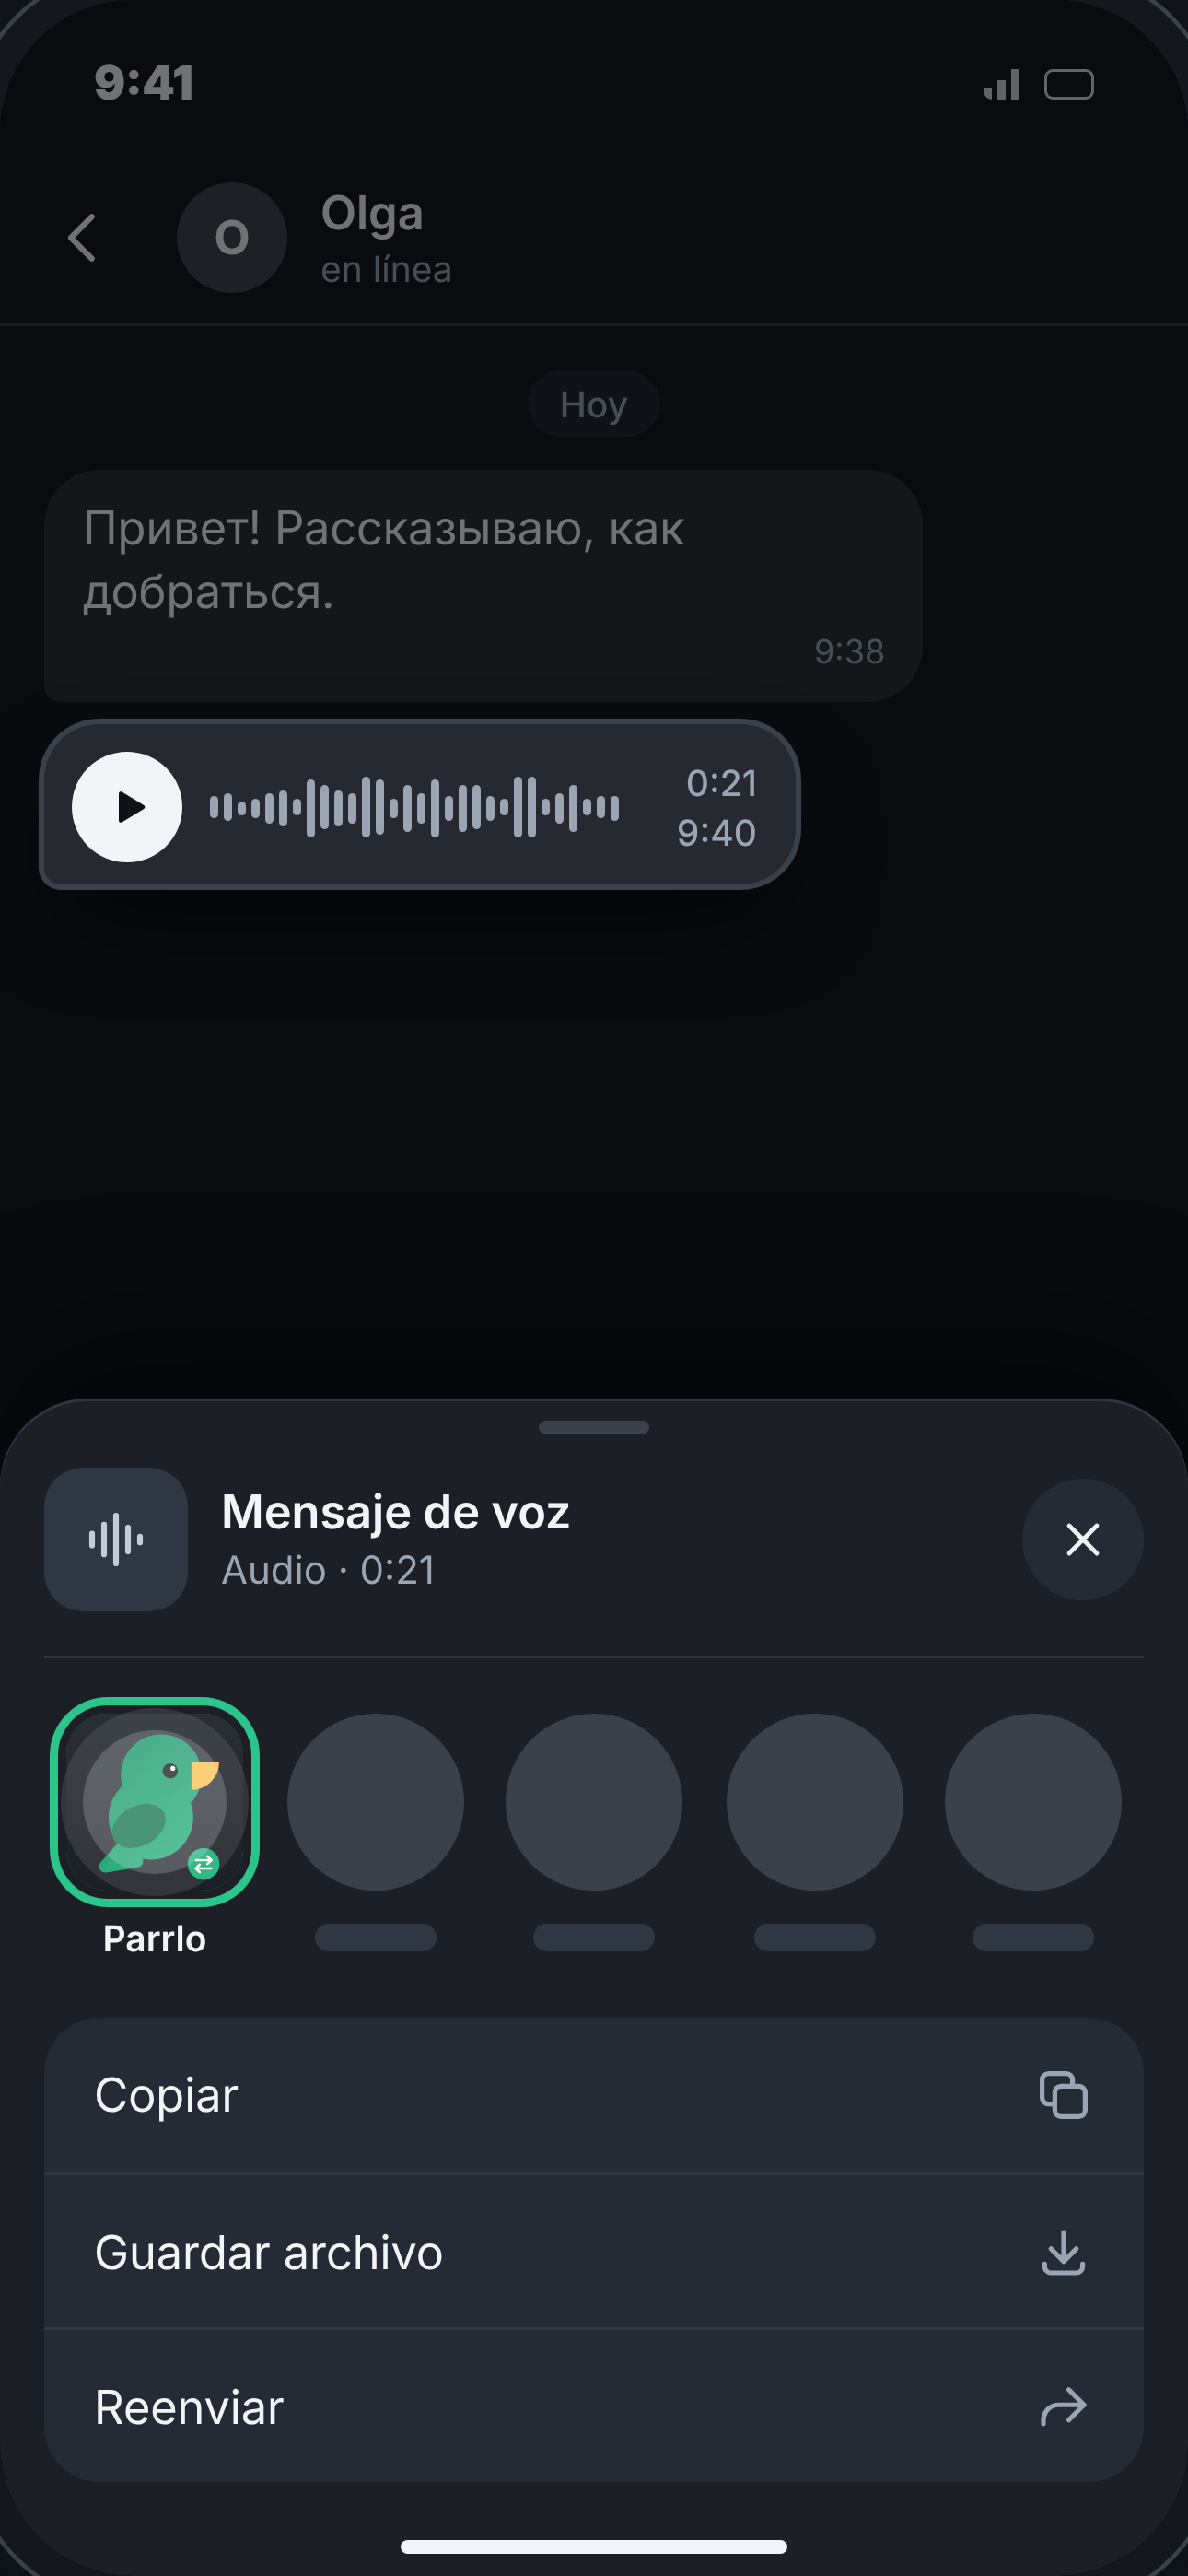 9:41
O
Olga
en línea
Hoy
Привет! Рассказываю, как
добраться.
9:38
0:21
9:40
Mensaje de voz
Audio · 0:21
Parrlo
Copiar
Guardar archivo
Reenviar